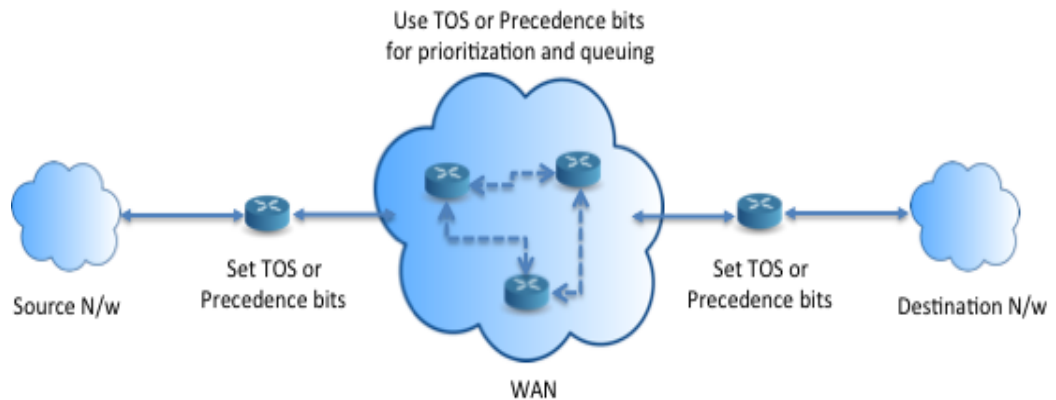 Use TOS or Precedence bits
for prioritization and queuing
Set TOS or
Precedence bits
Set TOS or
Precedence bits
Source N/w
Destination N/w
WAN